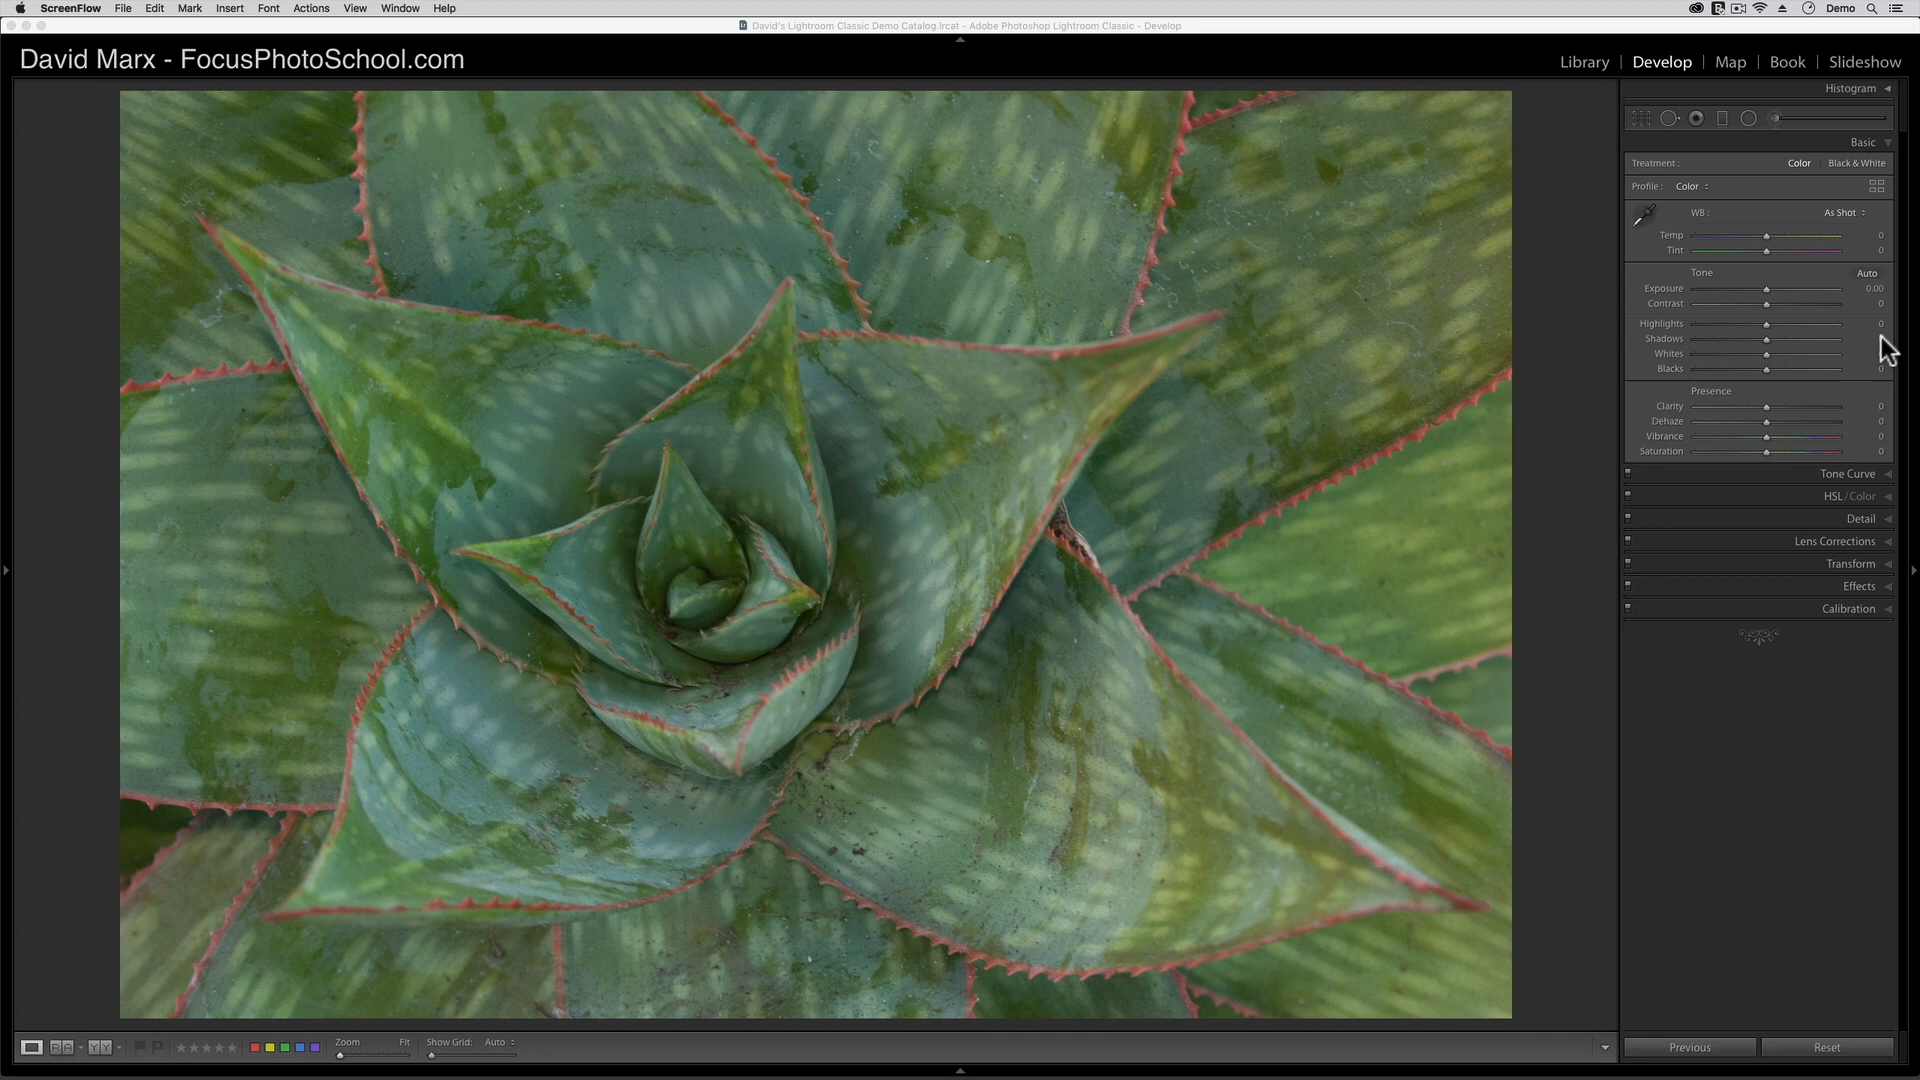 ScreenFlow File Edit Mark Insert Font Actions View Window Help Demo
David's Lightroom Classic Demo Catalog.lrcat - Adobe Photoshop Lightroom Classic - Develop
David Marx - FocusPhotoSchool.com
Library | Develop | Map | Book | Slideshow
Histogram
Basic
Treatment : Color Black & White
Profile : Color
WB : As Shot
Temp 0
Tint 0
Tone Auto
Exposure 0.00
Contrast 0
Highlights 0
Shadows
Whites
Blacks 0
Presence
Clarity 0
Dehaze 0
Vibrance 0
Saturation 0
Tone Curve
HSL / Color
Detail
Lens Corrections
Transform
Effects
Calibration
Zoom Fit Show Grid: Auto
Previous Reset